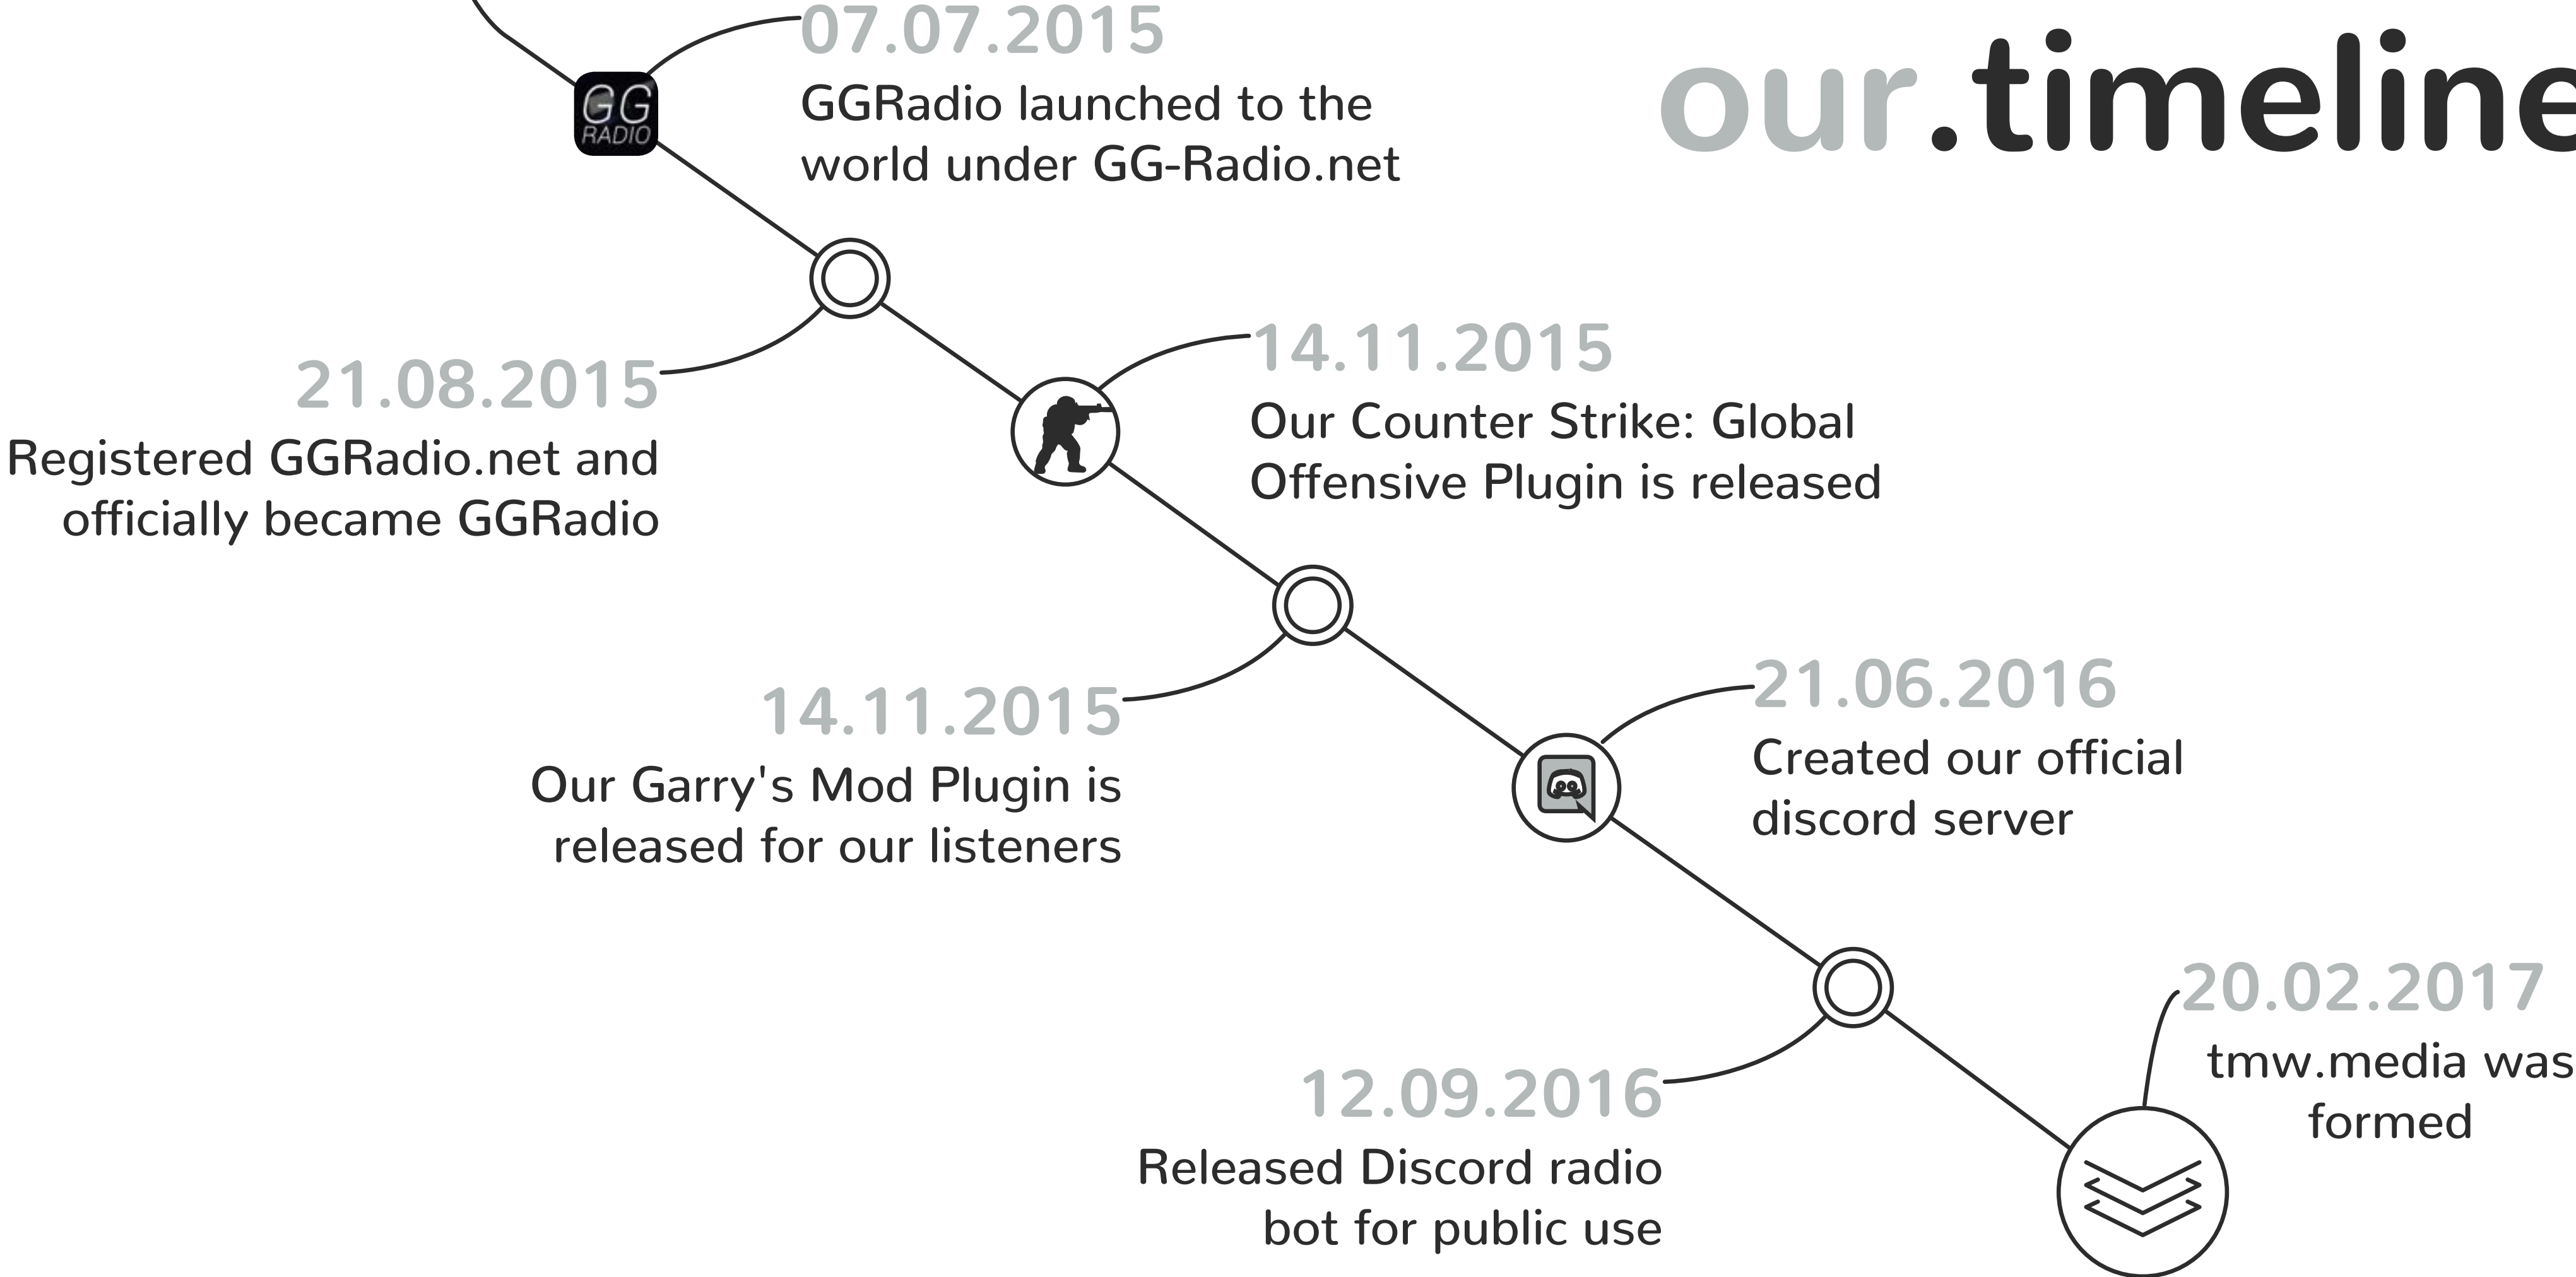 our.timeline
07.07.2015
GGRadio launched to the
world under GG-Radio.net
GG
RADIO
21.08.2015
Registered GGRadio.net and
officially became GGRadio
14.11.2015
Our Counter Strike: Global
Offensive Plugin is released
14.11.2015
Our Garry's Mod Plugin is
released for our listeners
21.06.2016
Created our official
discord server
12.09.2016
Released Discord radio
bot for public use
20.02.2017
tmw.media was
formed